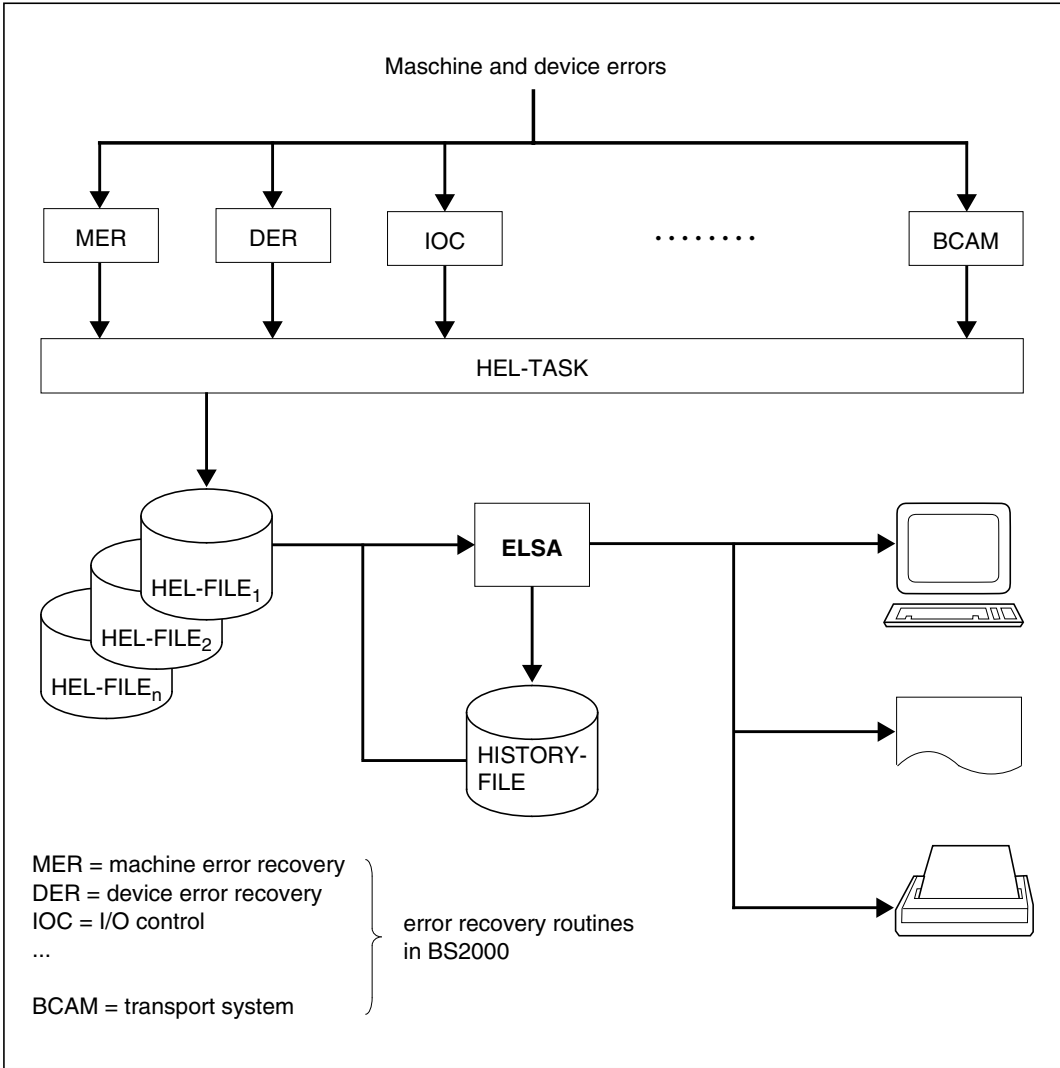 Maschine and device errors
MER
DER
IOC
........
BCAM
HEL-TASK
HEL-FILE1
HEL-FILE2
HEL-FILEn
ELSA
HISTORY-
FILE
MER = machine error recovery
DER = device error recovery
IOC = I/O control
...
BCAM = transport system
error recovery routines
in BS2000